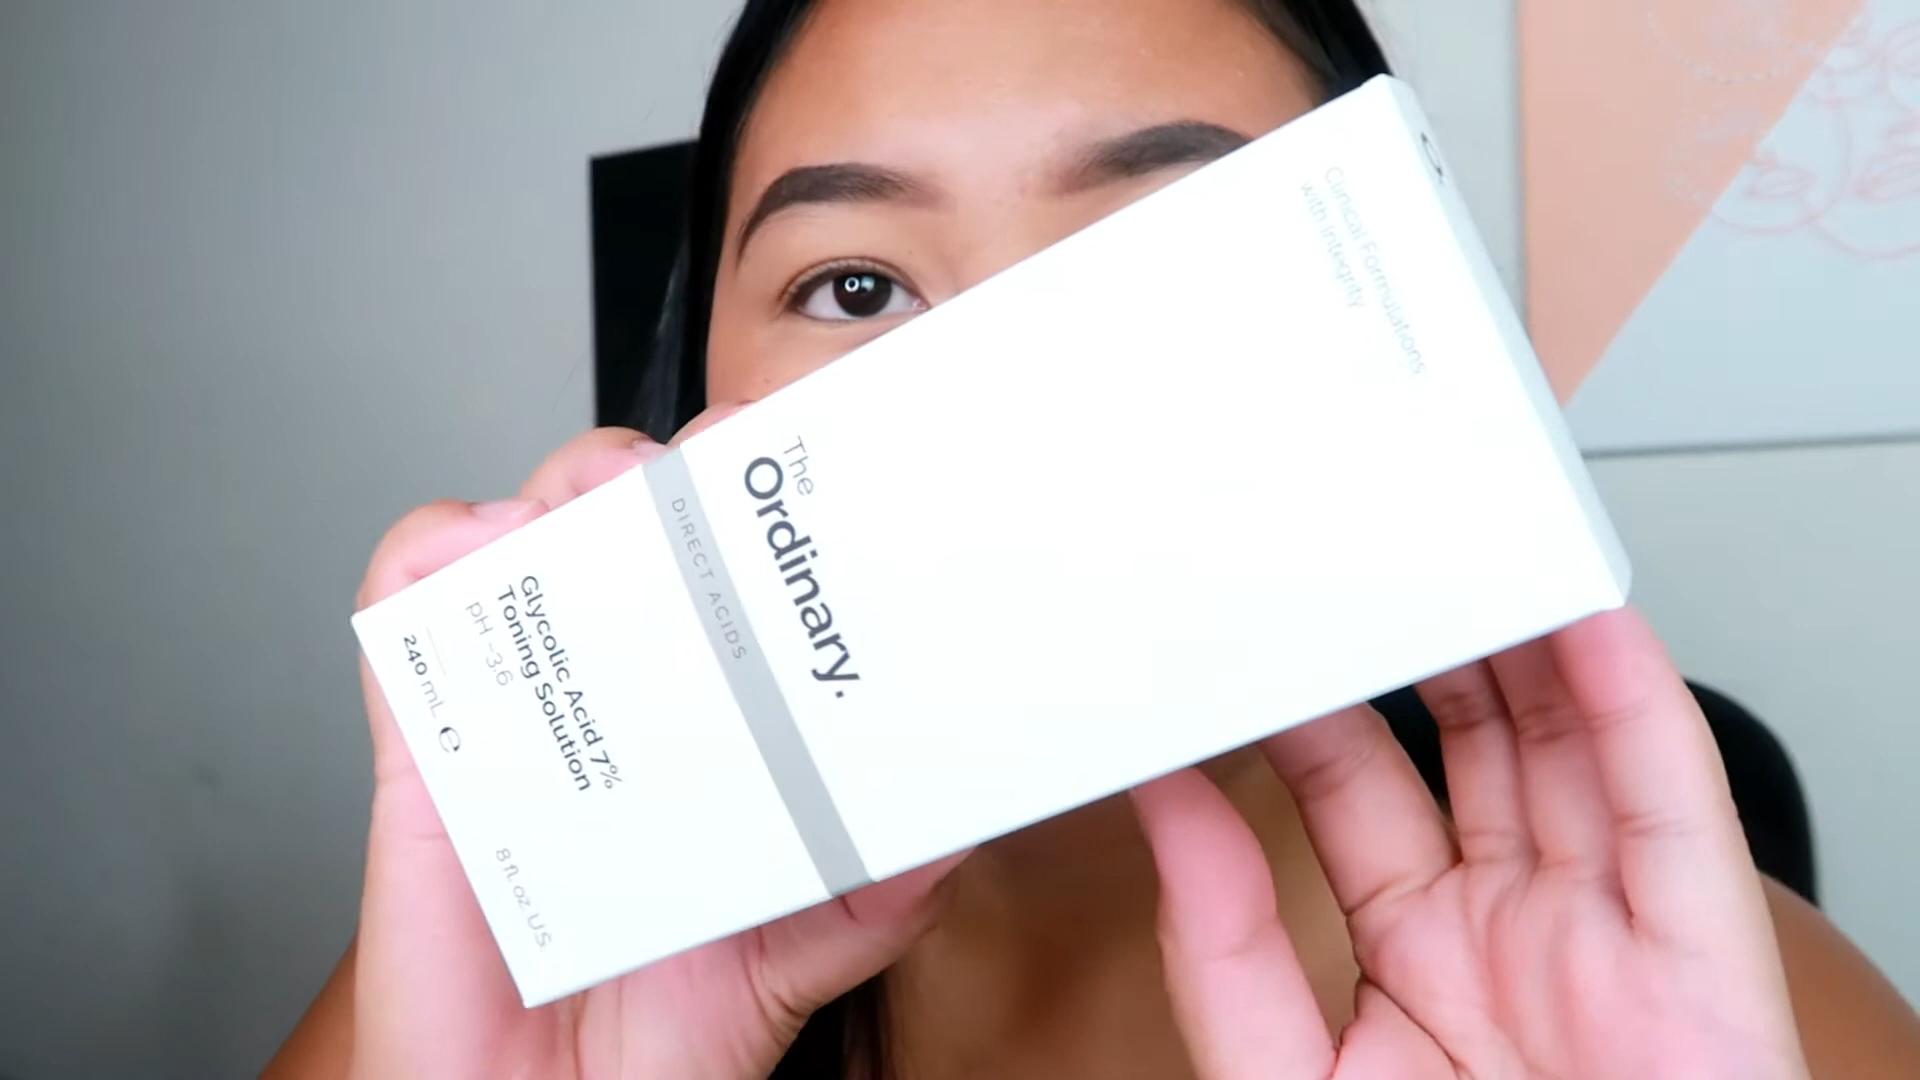 Clinical Formulations
with Integrity
The
Ordinary.
DIRECT ACIDS
Glycolic Acid 7%
Toning Solution
pH ~3.6
240 mL ℮
8 fl. oz. US